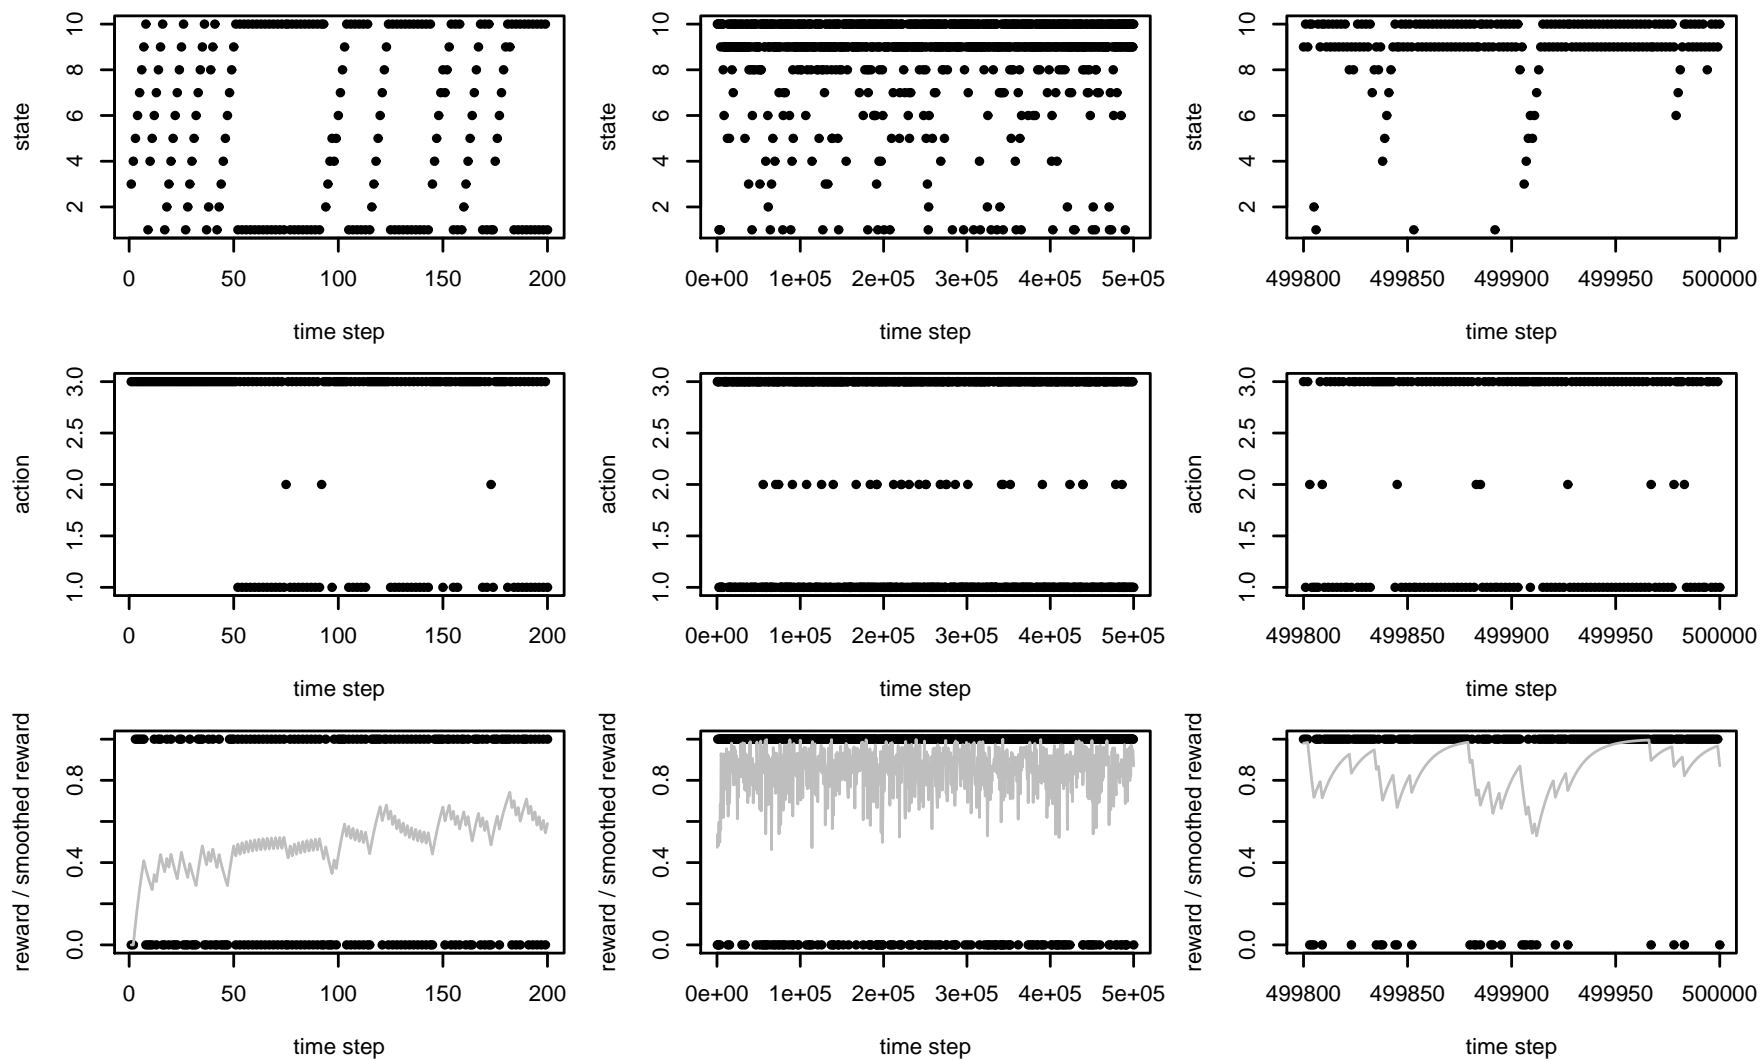 10
8
6
4
2
state
0
50
100
150
200
time step
10
8
6
4
2
state
0e+00
1e+05
2e+05
3e+05
4e+05
5e+05
time step
10
8
6
4
2
state
499800
499850
499900
499950
500000
time step
3.0
2.5
2.0
1.5
1.0
action
0
50
100
150
200
time step
3.0
2.5
2.0
1.5
1.0
action
0e+00
1e+05
2e+05
3e+05
4e+05
5e+05
time step
3.0
2.5
2.0
1.5
1.0
action
499800
499850
499900
499950
500000
time step
0.8
0.4
0.0
reward / smoothed reward
0
50
100
150
200
time step
0.8
0.4
0.0
reward / smoothed reward
0e+00
1e+05
2e+05
3e+05
4e+05
5e+05
time step
0.8
0.4
0.0
reward / smoothed reward
499800
499850
499900
499950
500000
time step